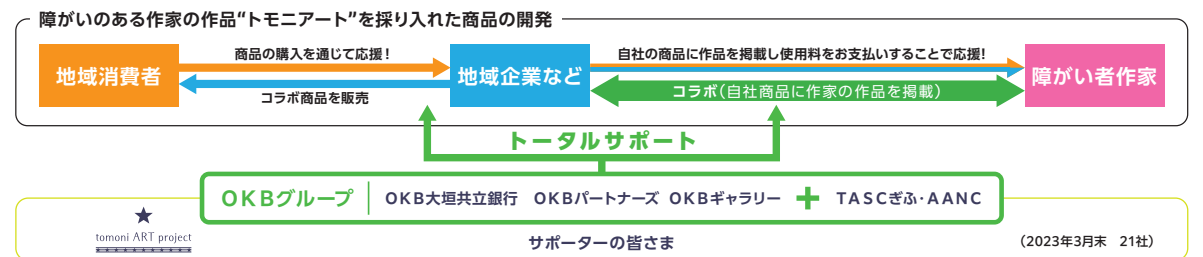 障がいのある作家の作品“トモニアート”を採り入れた商品の開発
地域消費者
商品の購入を通じて応援！
コラボ商品を販売
地域企業など
自社の商品に作品を掲載し使用料をお支払いすることで応援！
コラボ（自社商品に作家の作品を掲載）
障がい者作家
トータルサポート
OKBグループ OKB大垣共立銀行 OKBパートナーズ OKBギャラリー ＋ TASCぎふ・AANC
tomoni ART project
サポーターの皆さま
（2023年3月末　21社）